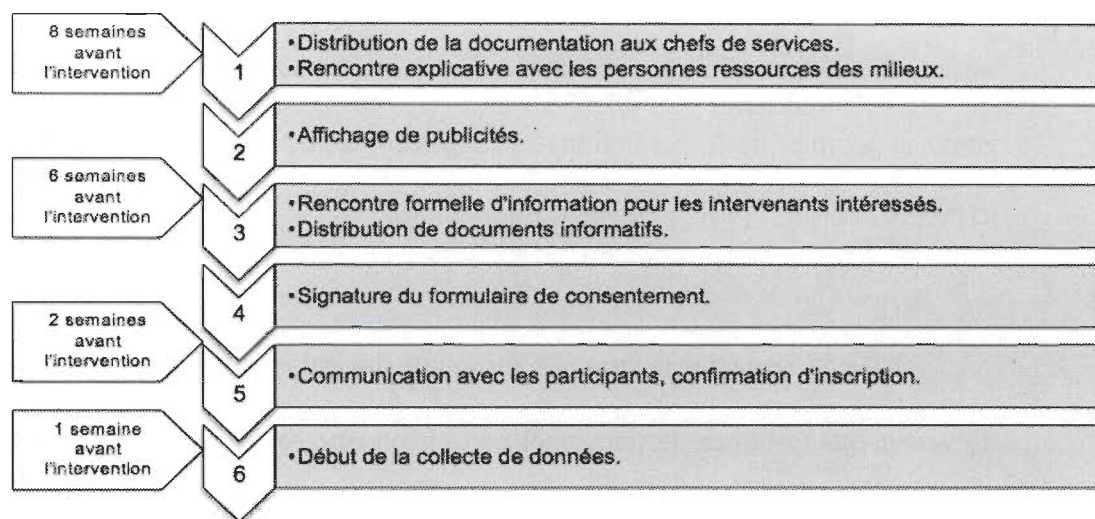 8 semaines
avant
l'intervention
1
•Distribution de la documentation aux chefs de services.
•Rencontre explicative avec les personnes ressources des milieux.
2
•Affichage de publicités.
6 semaines
avant
l'intervention
3
•Rencontre formelle d'information pour les intervenants intéressés.
•Distribution de documents informatifs.
4
•Signature du formulaire de consentement.
2 semaines
avant
l'intervention
5
•Communication avec les participants, confirmation d'inscription.
1 semaine
avant
l'intervention
6
•Début de la collecte de données.